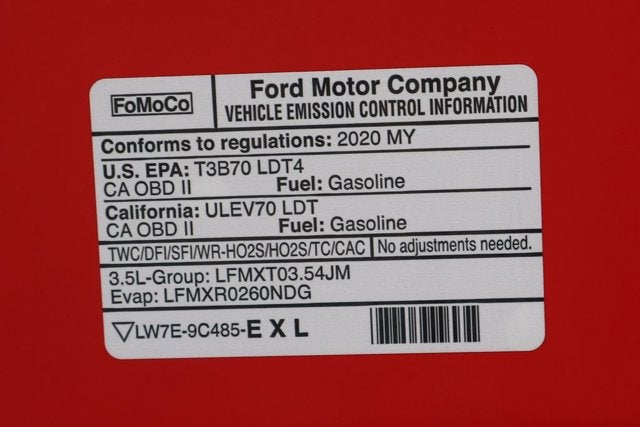 FoMoCo
Ford Motor Company
VEHICLE EMISSION CONTROL INFORMATION
Conforms to regulations: 2020 MY
U.S. EPA: T3B70 LDT4
CA OBD II Fuel: Gasoline
California: ULEV70 LDT
CA OBD II Fuel: Gasoline
TWC/DFI/SFI/WR-HO2S/HO2S/TC/CAC No adjustments needed.
3.5L-Group: LFMXT03.54JM
Evap: LFMXR0260NDG
LW7E-9C485-E X L